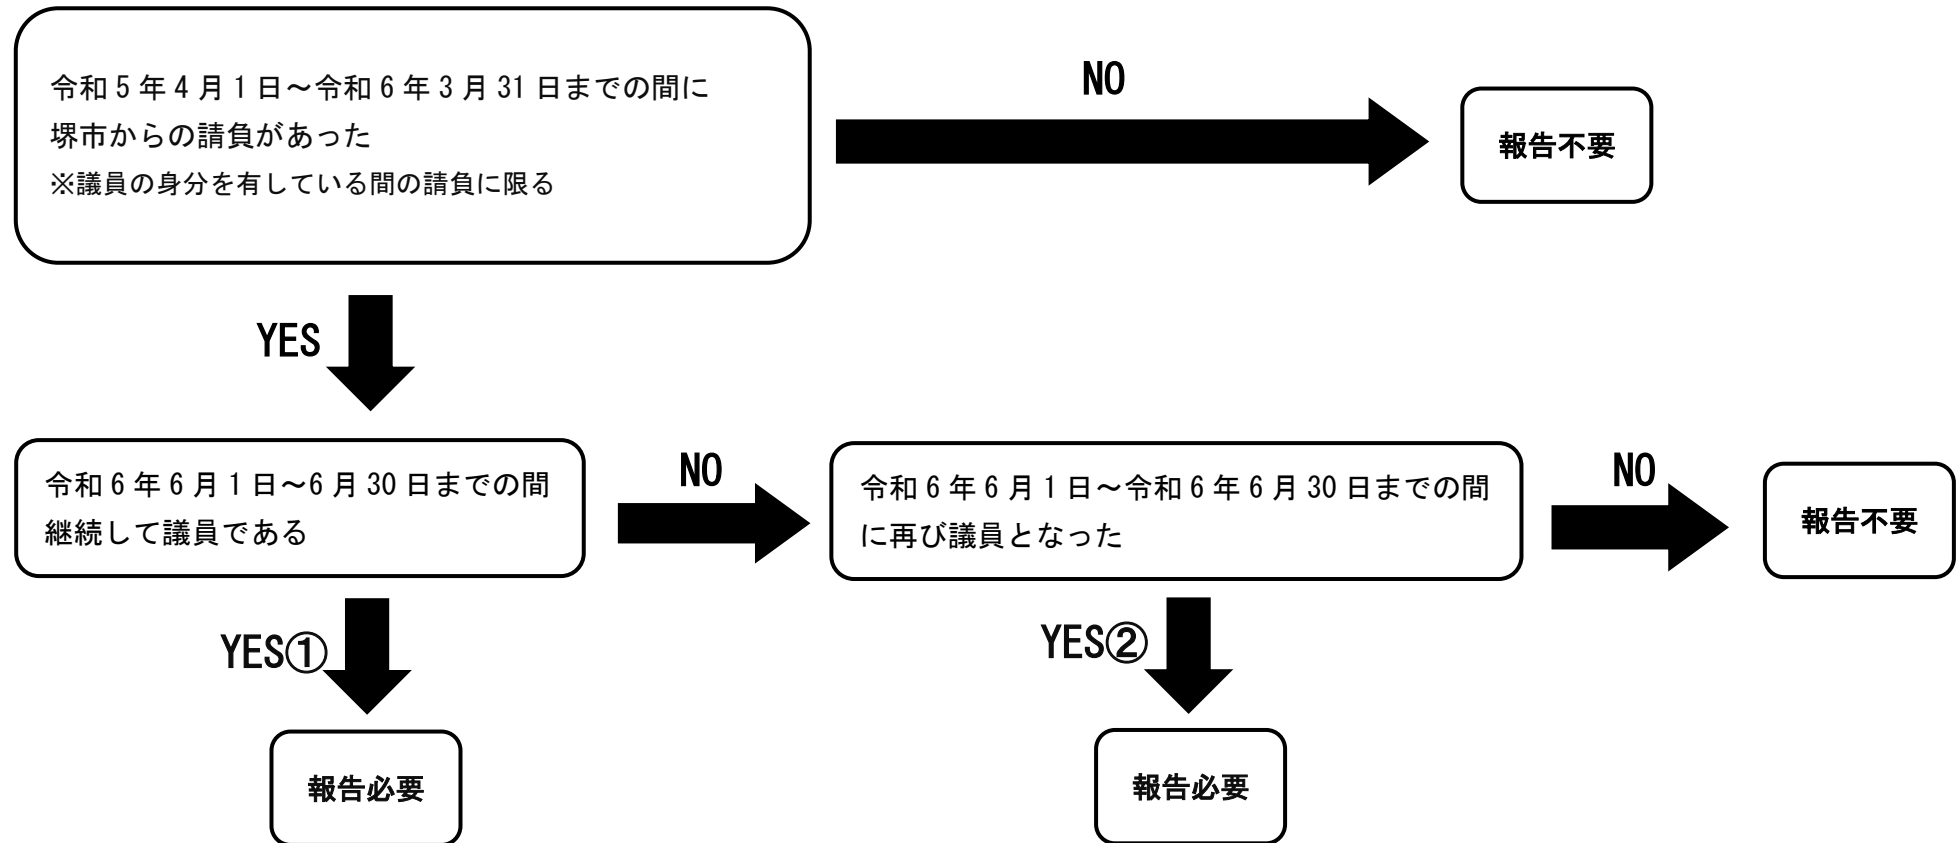 令和5年4月1日～令和6年3月31日までの間に
堺市からの請負があった
※議員の身分を有している間の請負に限る
NO
報告不要
YES
令和6年6月1日～6月30日までの間
継続して議員である
NO
令和6年6月1日～令和6年6月30日までの間
に再び議員となった
NO
報告不要
YES①
YES②
報告必要
報告必要